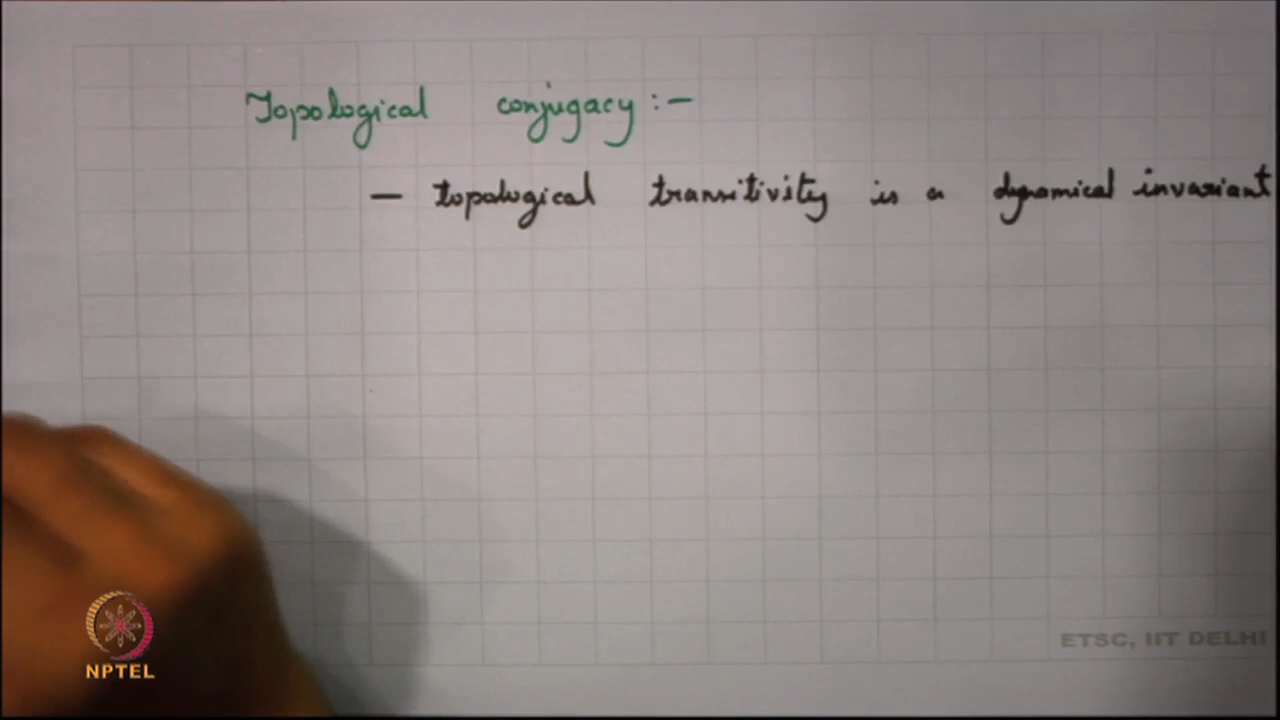 Topological conjugacy :-
- topological transitivity is a dynamical invariant
ETSC, IIT DELHI
NPTEL